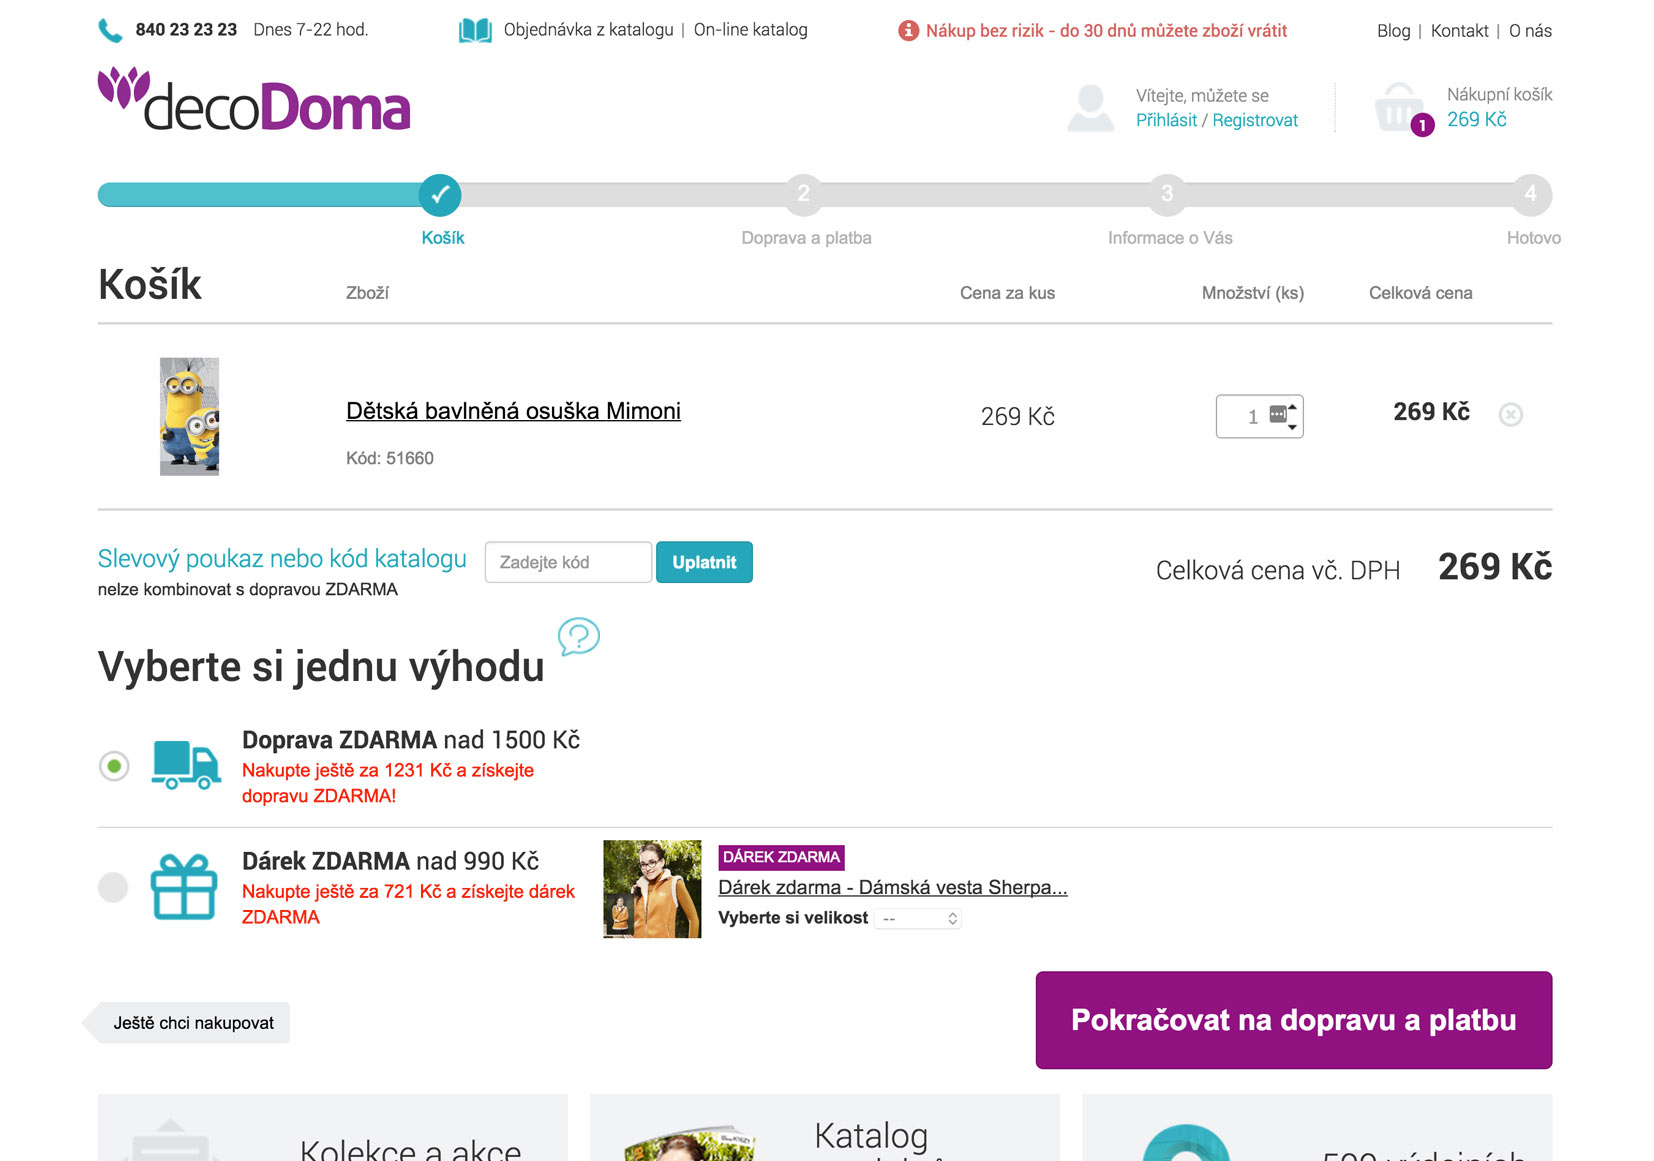 840 23 23 23 Dnes 7-22 hod.
Objednávka z katalogu | On-line katalog
Nákup bez rizik - do 30 dnů můžete zboží vrátit
Blog | Kontakt | O nás
decoDoma
Vítejte, můžete se
Přihlásit / Registrovat
1
Nákupní košík
269 Kč
2
3
4
Košík
Doprava a platba
Informace o Vás
Hotovo
Košík
Zboží
Cena za kus
Množství (ks)
Celková cena
Dětská bavlněná osuška Mimoni
Kód: 51660
269 Kč
1
269 Kč
Slevový poukaz nebo kód katalogu
nelze kombinovat s dopravou ZDARMA
Zadejte kód
Uplatnit
Celková cena vč. DPH 269 Kč
Vyberte si jednu výhodu
Doprava ZDARMA nad 1500 Kč
Nakupte ještě za 1231 Kč a získejte
dopravu ZDARMA!
Dárek ZDARMA nad 990 Kč
Nakupte ještě za 721 Kč a získejte dárek
ZDARMA
DÁREK ZDARMA
Dárek zdarma - Dámská vesta Sherpa...
Vyberte si velikost --
Ještě chci nakupovat
Pokračovat na dopravu a platbu
Kolekce a akce
Katalog